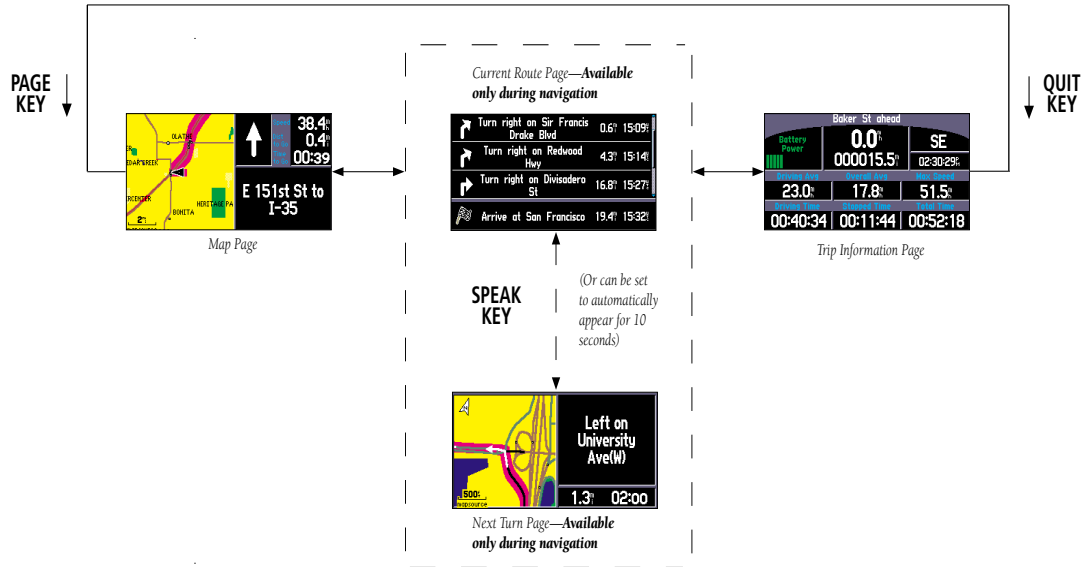 PAGE
KEY
Current Route Page—Available
only during navigation
QUIT
KEY
OLATHE
BONITA
HERITAGE PA
Speed
38.4
0.4
00:39
E 151st St to
I-35
Map Page
Turn right on Sir Francis
Drake Blvd
0.6 15:09
Turn right on Redwood
Hwy
4.3 15:14
Turn right on Divisadero
St
16.8 15:27
Arrive at San Francisco 19.4 15:32
Baker St ahead
Battery
Power
0.0
000015.5
SE
02:30:29
Driving Avg Overall Avg Max Speed
23.0 17.8 51.5
Driving Time Stopped Time Total Time
00:40:34 00:11:44 00:52:18
Trip Information Page
SPEAK
KEY
(Or can be set
to automatically
appear for 10
seconds)
Left on
University
Ave(W)
500
mapsource
1.3 02:00
Next Turn Page—Available
only during navigation